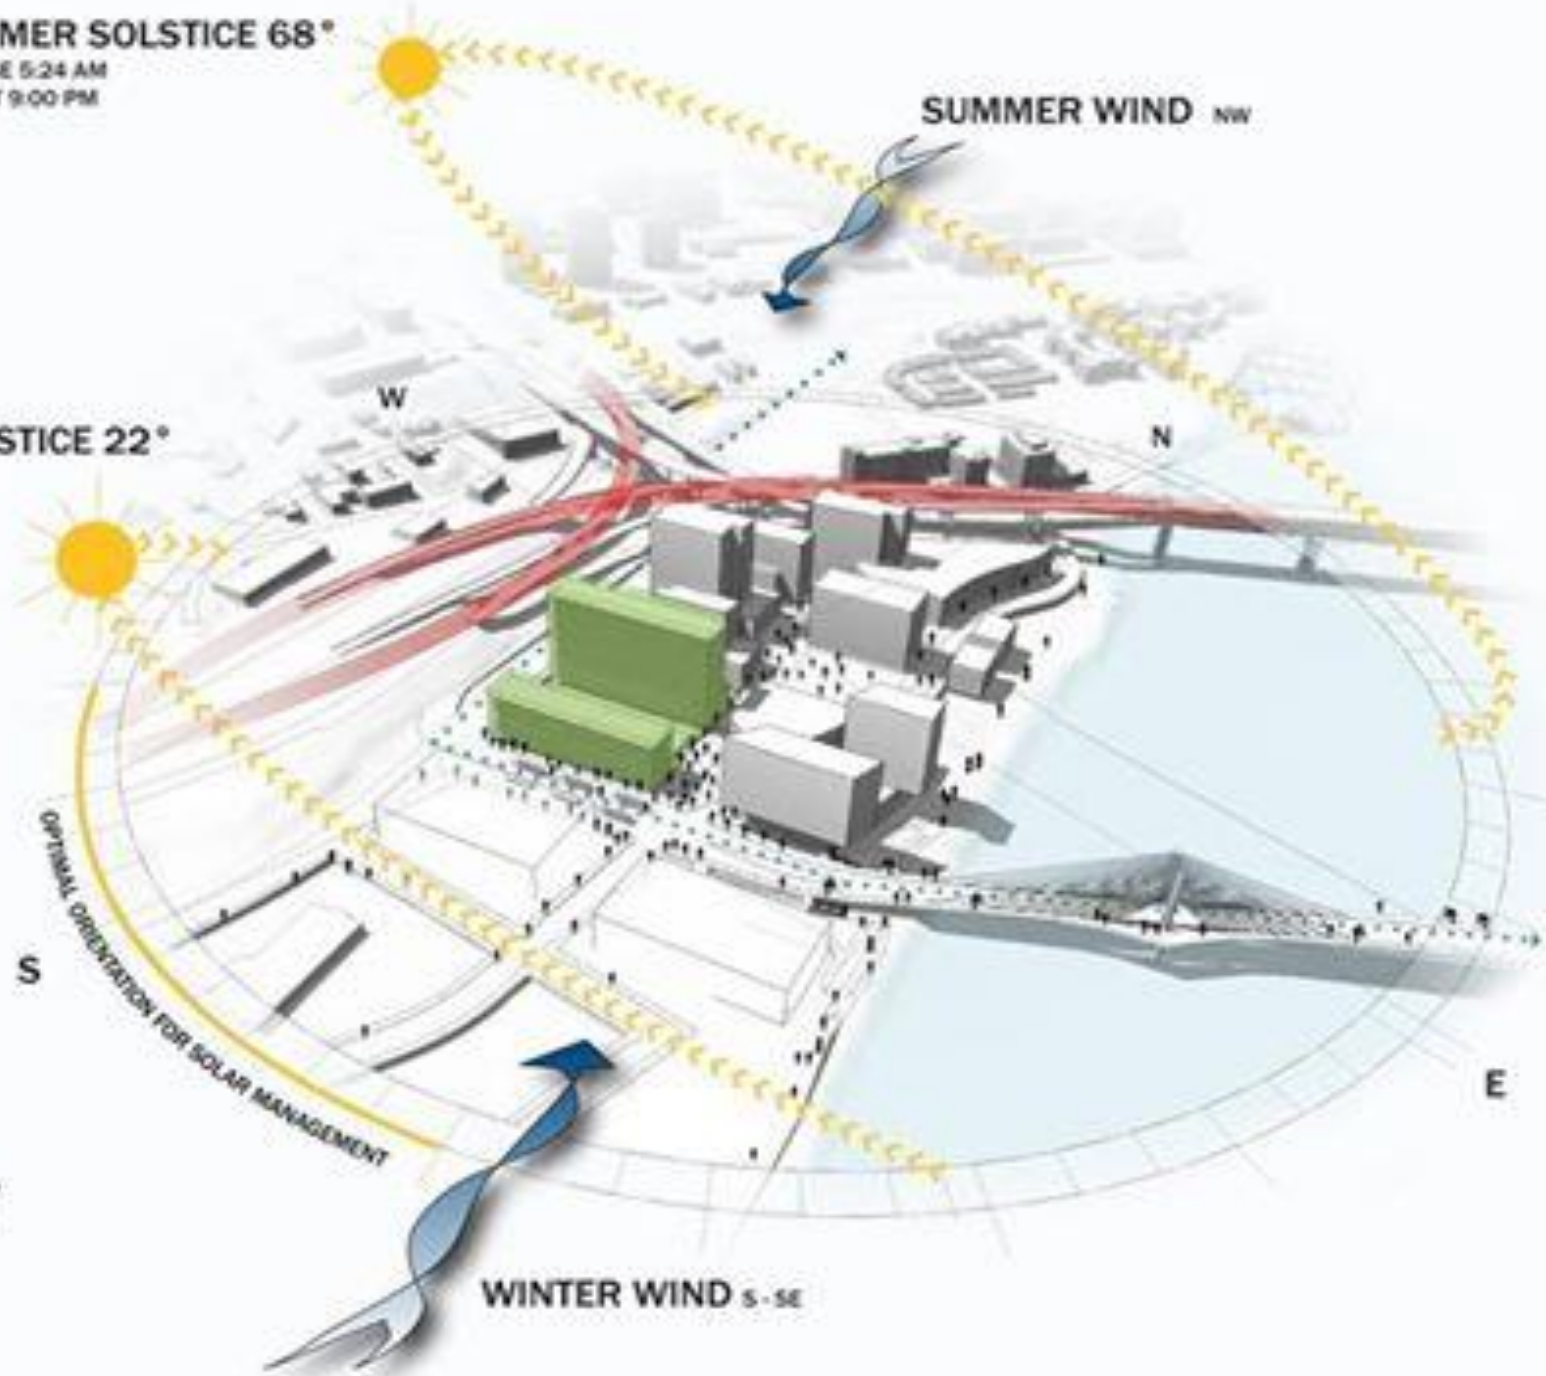 MER SOLSTICE 68°
E 5:24 AM
T 9:00 PM
SUMMER WIND NW
W
N
STICE 22°
S
OPTIMAL ORIENTATION FOR SOLAR MANAGEMENT
E
WINTER WIND S - SE